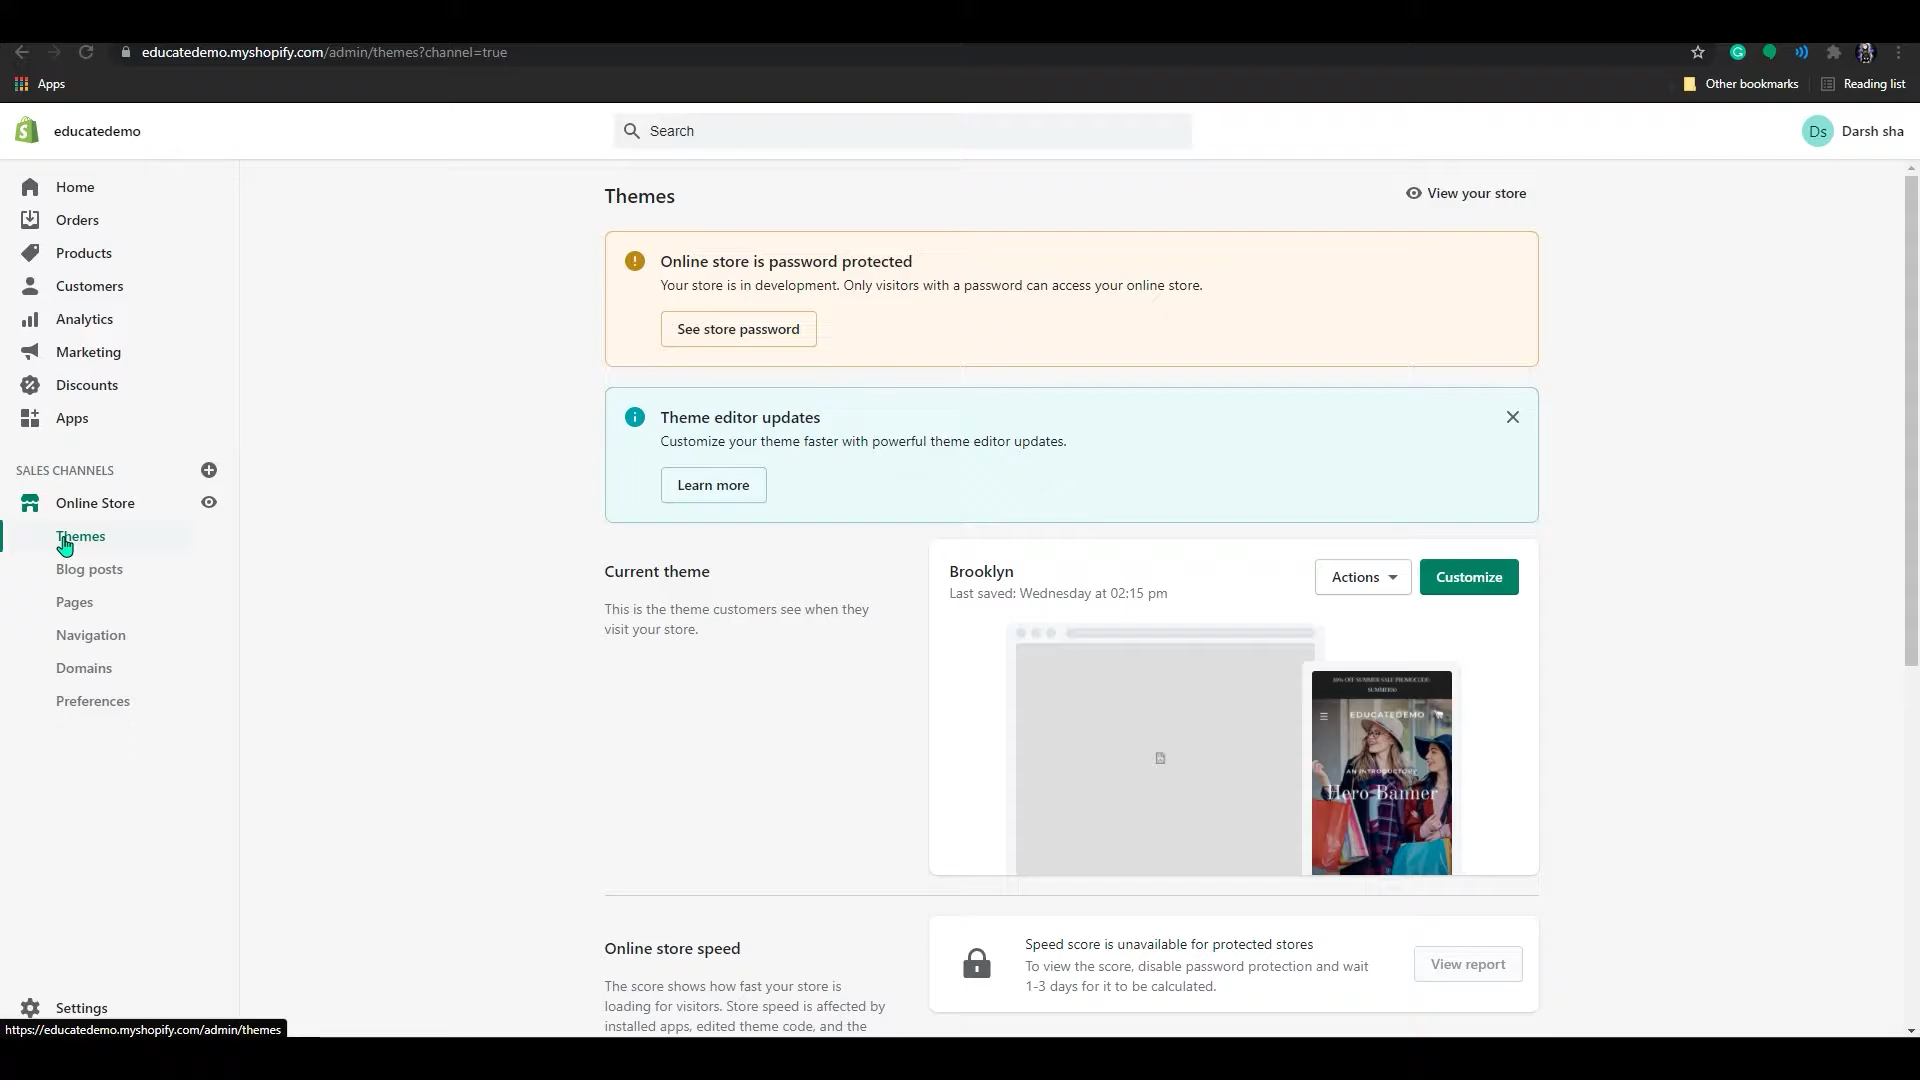 educatedemo.myshopify.com/admin/themes?channel=true
Apps
Other bookmarks
Reading list
educatedemo
Search
Ds
Darsh sha
Home
Orders
Products
Customers
Analytics
Marketing
Discounts
Apps
SALES CHANNELS
Online Store
Themes
Blog posts
Pages
Navigation
Domains
Preferences
Settings
https://educatedemo.myshopify.com/admin/themes
Themes
View your store
Online store is password protected
Your store is in development. Only visitors with a password can access your online store.
See store password
Theme editor updates
Customize your theme faster with powerful theme editor updates.
Learn more
Current theme
This is the theme customers see when they
visit your store.
Brooklyn
Last saved: Wednesday at 02:15 pm
Actions
Customize
EDUCATEDEMO
AN INTRODUCTORY
Hero Banner
Online store speed
The score shows how fast your store is
loading for visitors. Store speed is affected by
installed apps, edited theme code, and the
Speed score is unavailable for protected stores
To view the score, disable password protection and wait
1-3 days for it to be calculated.
View report